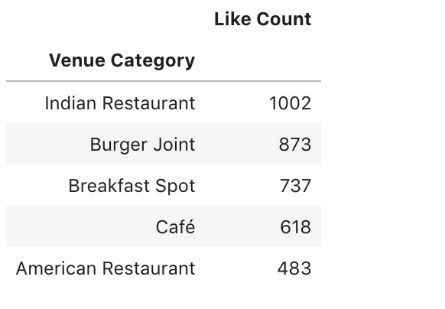 Like Count
Venue Category
Indian Restaurant 1002
Burger Joint 873
Breakfast Spot 737
Café 618
American Restaurant 483